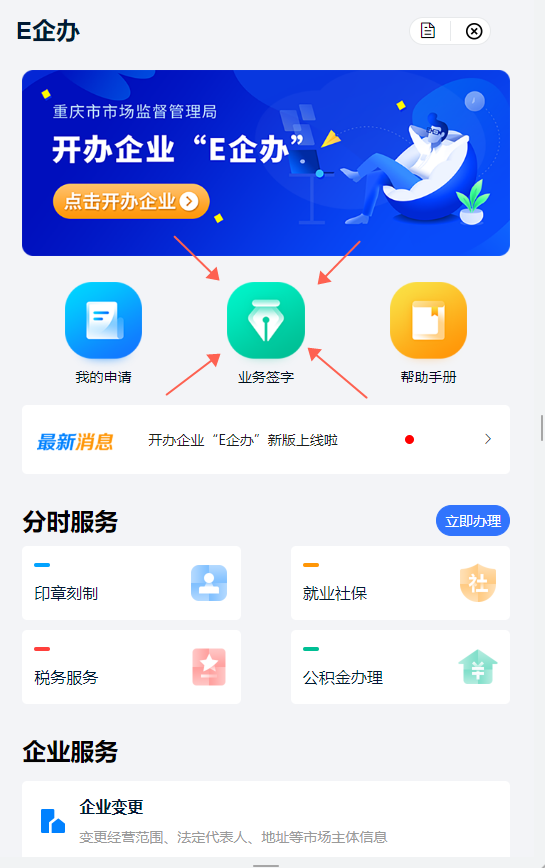 E企办
重庆市市场监督管理局
开办企业“E企办”
点击开办企业
我的申请
业务签字
帮助手册
最新消息
开办企业“E企办”新版上线啦
分时服务
立即办理
印章刻制
就业社保
社
税务服务
公积金办理
企业服务
企业变更
变更经营范围、法定代表人、地址等市场主体信息